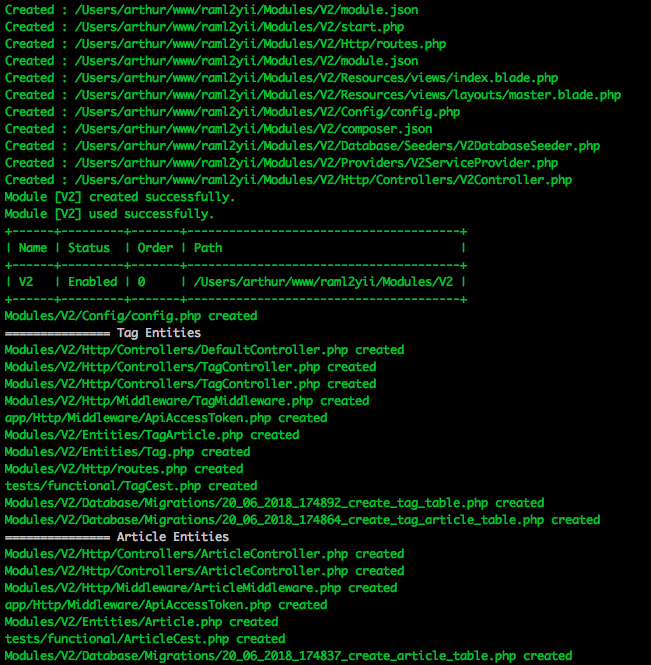 Created : /Users/arthur/www/raml2yii/Modules/V2/module.json
Created : /Users/arthur/www/raml2yii/Modules/V2/start.php
Created : /Users/arthur/www/raml2yii/Modules/V2/Http/routes.php
Created : /Users/arthur/www/raml2yii/Modules/V2/module.json
Created : /Users/arthur/www/raml2yii/Modules/V2/Resources/views/index.blade.php
Created : /Users/arthur/www/raml2yii/Modules/V2/Resources/views/layouts/master.blade.php
Created : /Users/arthur/www/raml2yii/Modules/V2/Config/config.php
Created : /Users/arthur/www/raml2yii/Modules/V2/composer.json
Created : /Users/arthur/www/raml2yii/Modules/V2/Database/Seeders/V2DatabaseSeeder.php
Created : /Users/arthur/www/raml2yii/Modules/V2/Providers/V2ServiceProvider.php
Created : /Users/arthur/www/raml2yii/Modules/V2/Http/Controllers/V2Controller.php
Module [V2] created successfully.
Module [V2] used successfully.
+------+---------+-------+---------------------------------------+
| Name | Status  | Order | Path                                  |
+------+---------+-------+---------------------------------------+
| V2   | Enabled | 0     | /Users/arthur/www/raml2yii/Modules/V2 |
+------+---------+-------+---------------------------------------+
Modules/V2/Config/config.php created
=============== Tag Entities
Modules/V2/Http/Controllers/DefaultController.php created
Modules/V2/Http/Controllers/TagController.php created
Modules/V2/Http/Controllers/TagController.php created
Modules/V2/Http/Middleware/TagMiddleware.php created
app/Http/Middleware/ApiAccessToken.php created
Modules/V2/Entities/TagArticle.php created
Modules/V2/Entities/Tag.php created
Modules/V2/Http/routes.php created
tests/functional/TagCest.php created
Modules/V2/Database/Migrations/20_06_2018_174892_create_tag_table.php created
Modules/V2/Database/Migrations/20_06_2018_174864_create_tag_article_table.php created
=============== Article Entities
Modules/V2/Http/Controllers/ArticleController.php created
Modules/V2/Http/Controllers/ArticleController.php created
Modules/V2/Http/Middleware/ArticleMiddleware.php created
app/Http/Middleware/ApiAccessToken.php created
Modules/V2/Entities/Article.php created
tests/functional/ArticleCest.php created
Modules/V2/Database/Migrations/20_06_2018_174837_create_article_table.php created